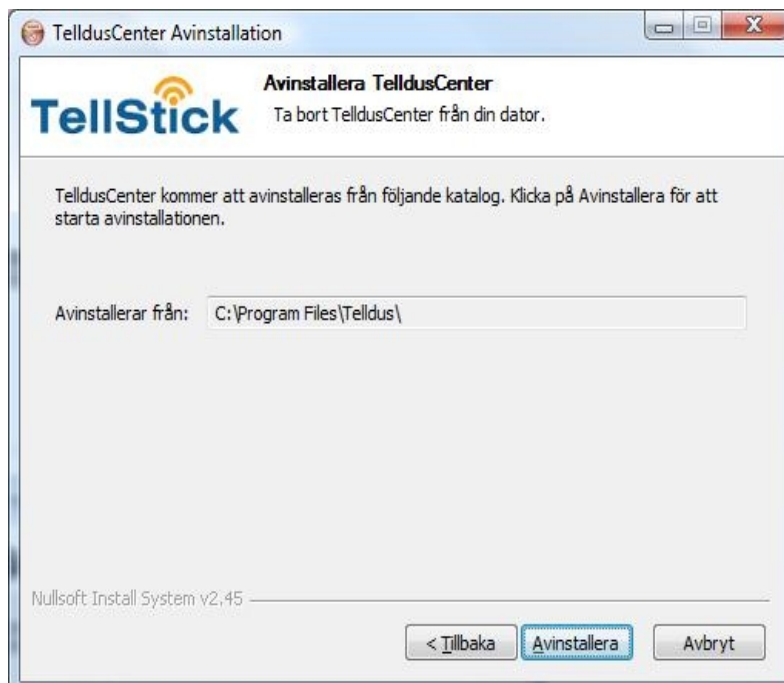 TelldusCenter Avinstallation
TellStick
Avinstallera TelldusCenter
Ta bort TelldusCenter från din dator.
TelldusCenter kommer att avinstalleras från följande katalog. Klicka på Avinstallera för att
starta avinstallationen.
Avinstallerar från: C:\Program Files\Telldus\
Nullsoft Install System v2.45
< Tillbaka Avinstallera Avbryt